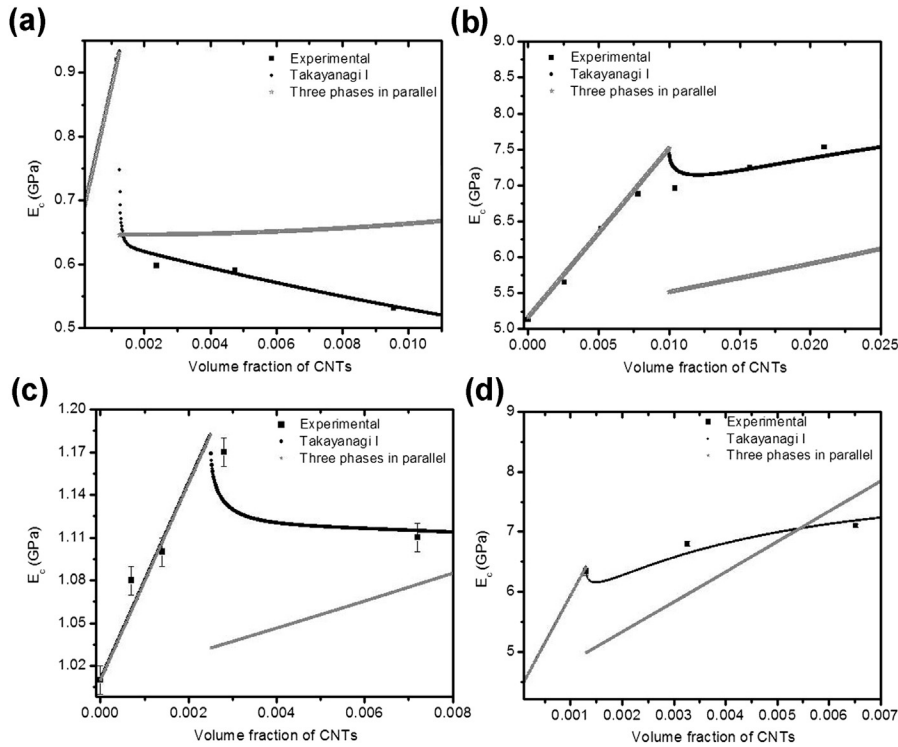 (a)
Experimental
Takayanagi I
Three phases in parallel
0.9
0.8
0.7
0.6
0.5
E_c (GPa)
0.002 0.004 0.006 0.008 0.010
Volume fraction of CNTs
(b)
Experimental
Takayanagi I
Three phases in parallel
9.0
8.5
8.0
7.5
7.0
6.5
6.0
5.5
5.0
E_c (GPa)
0.000 0.005 0.010 0.015 0.020 0.025
Volume fraction of CNTs
(c)
Experimental
Takayanagi I
Three phases in parallel
1.20
1.17
1.14
1.11
1.08
1.05
1.02
E_c (GPa)
0.000 0.002 0.004 0.006 0.008
Volume fraction of CNTs
(d)
Experimental
Takayanagi I
Three phases in parallel
9
8
7
6
5
E_c (GPa)
0.001 0.002 0.003 0.004 0.005 0.006 0.007
Volume fraction of CNTs